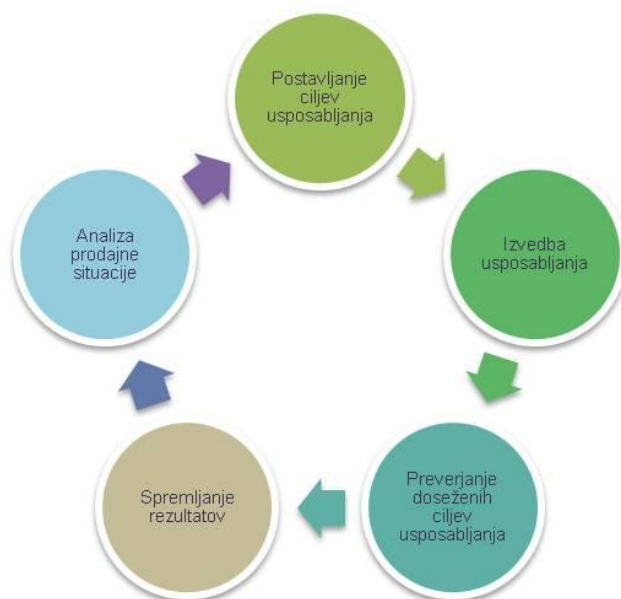 Postavljanje
ciljev
usposabljanja
Izvedba
usposabljanja
Preverjanje
doseženih
ciljev
usposabljanja
Spremljanje
rezultatov
Analiza
prodajne
situacije